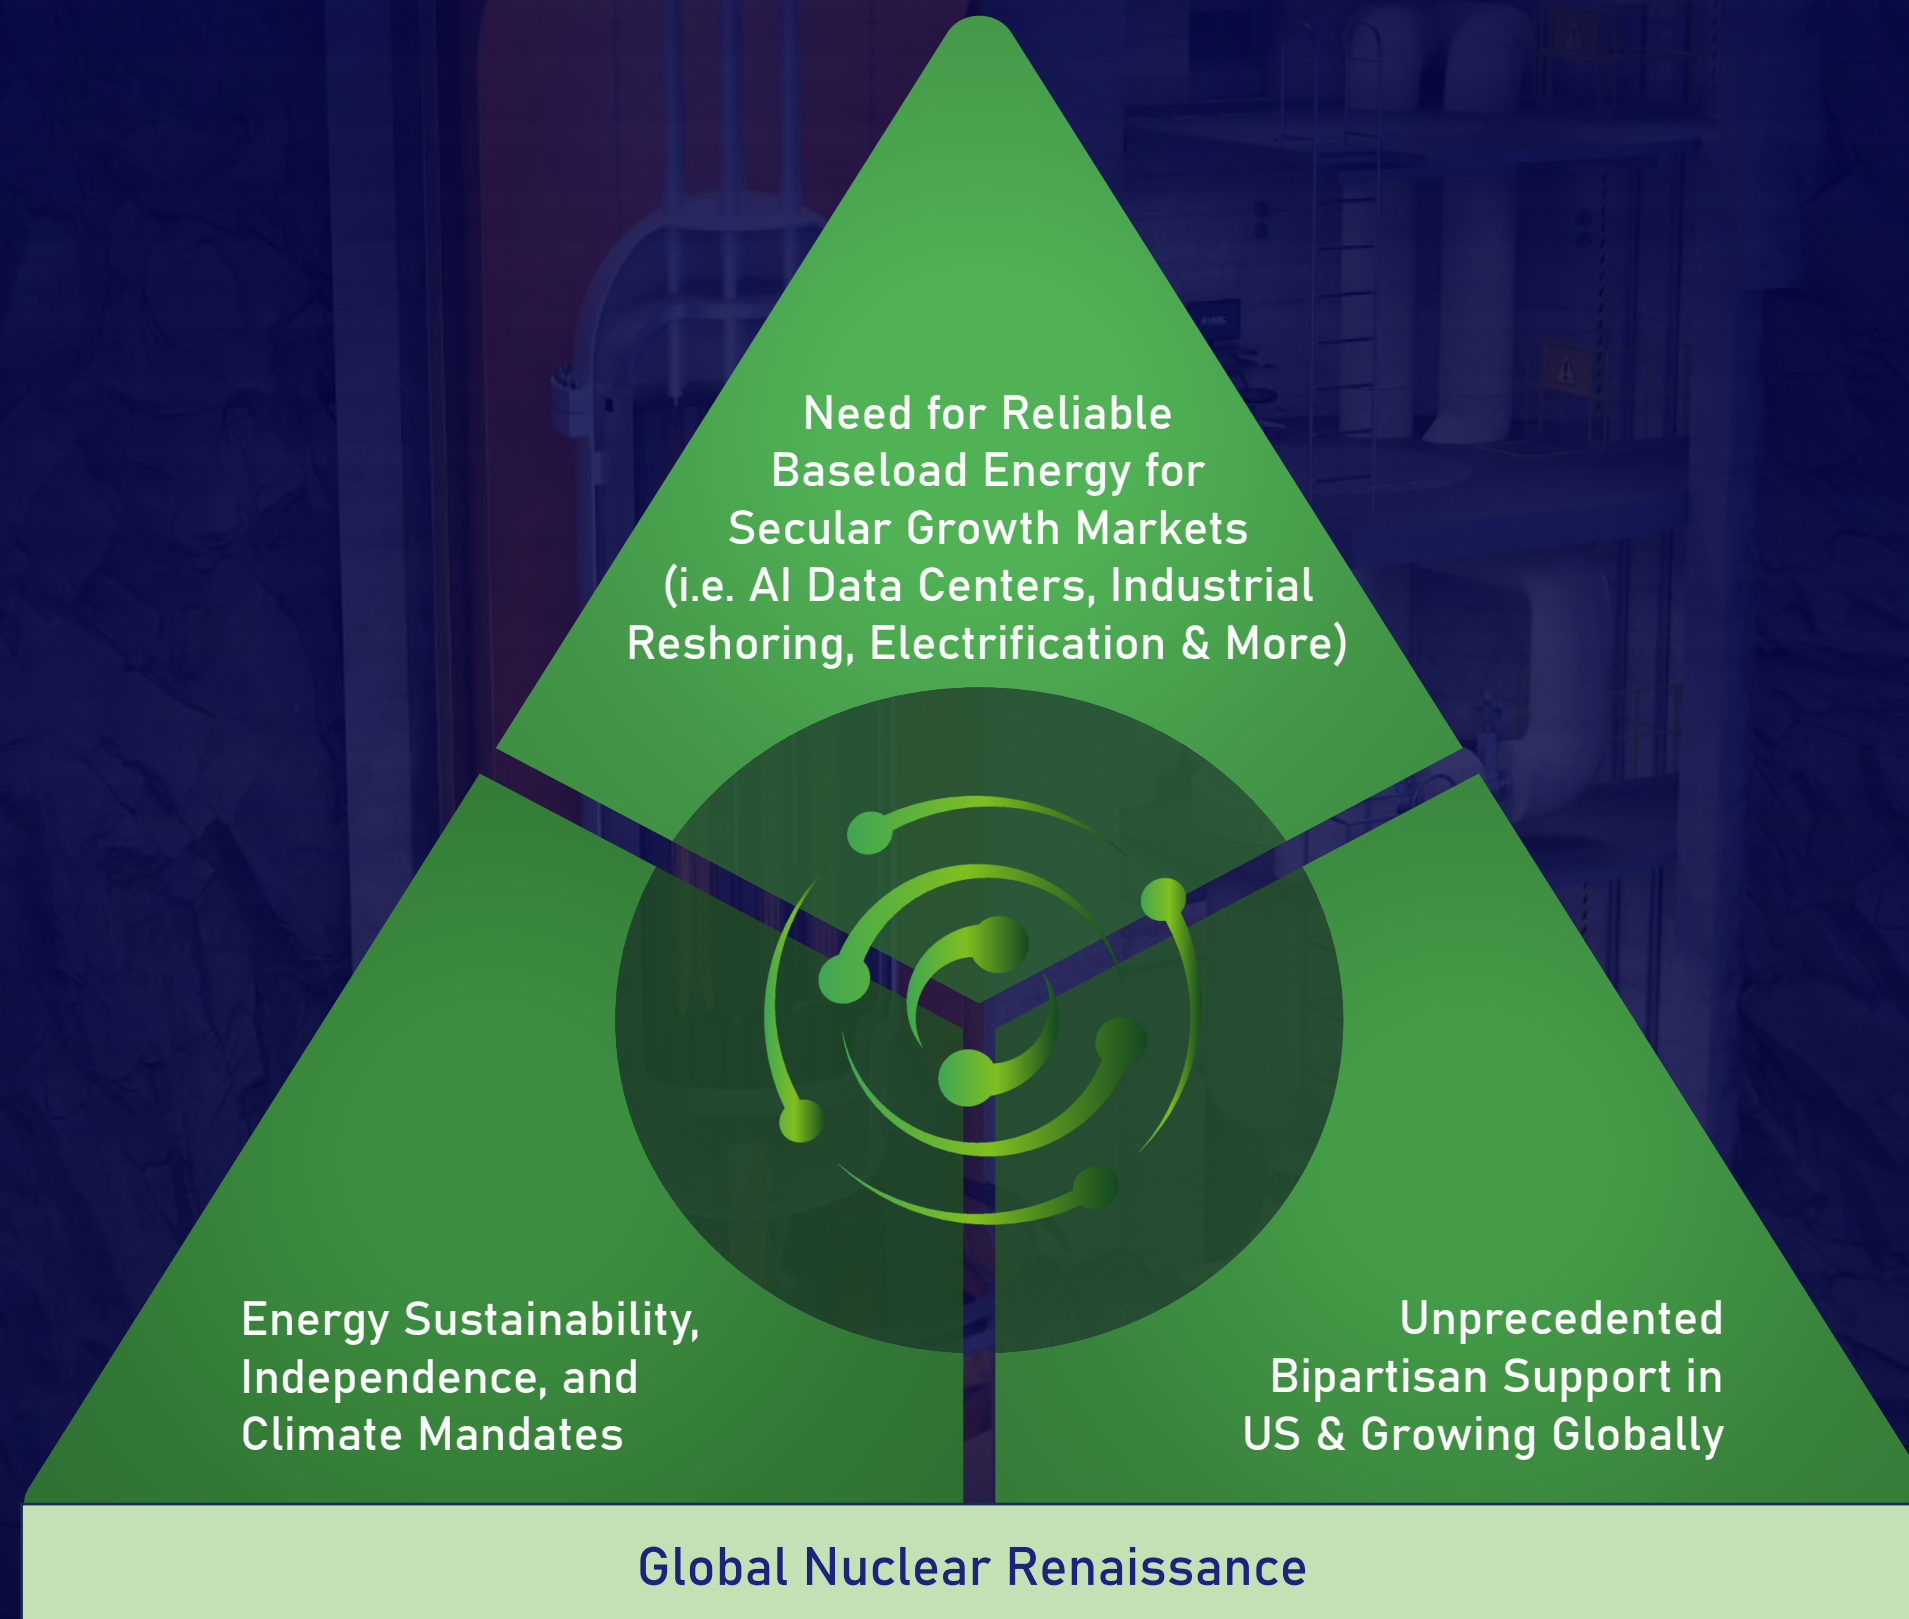 Need for Reliable
Baseload Energy for
Secular Growth Markets
(i.e. AI Data Centers, Industrial
Reshoring, Electrification & More)
Energy Sustainability,
Independence, and
Climate Mandates
Unprecedented
Bipartisan Support in
US & Growing Globally
Global Nuclear Renaissance